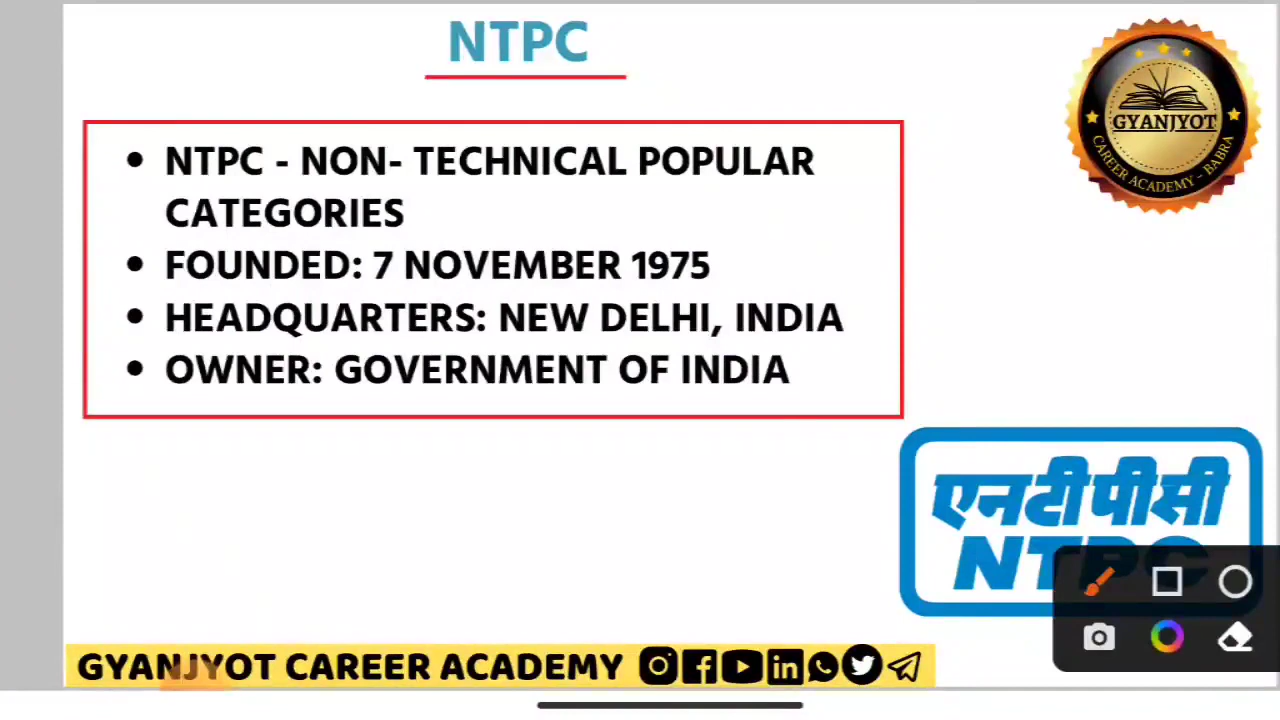 NTPC
GYANJYOT
CAREER ACADEMY - BABRA
• NTPC - NON- TECHNICAL POPULAR
CATEGORIES
• FOUNDED: 7 NOVEMBER 1975
• HEADQUARTERS: NEW DELHI, INDIA
• OWNER: GOVERNMENT OF INDIA
एनटीपीसी
NTPC
GYANJYOT CAREER ACADEMY